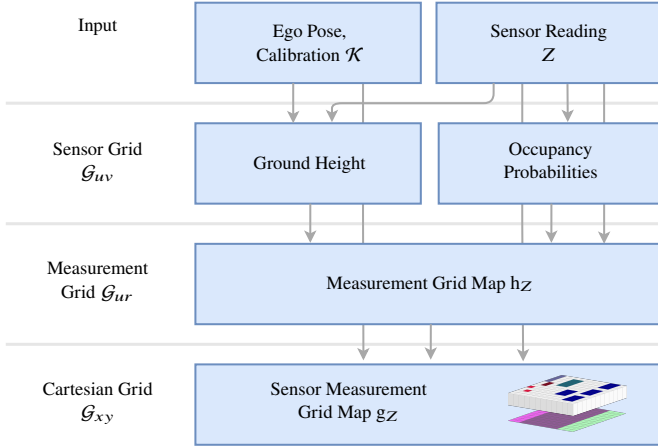 Input
Ego Pose,
Calibration 𝒦
Sensor Reading
Z
Sensor Grid
𝒢uv
Ground Height
Occupancy
Probabilities
Measurement
Grid 𝒢ur
Measurement Grid Map hZ
Cartesian Grid
𝒢xy
Sensor Measurement
Grid Map gZ